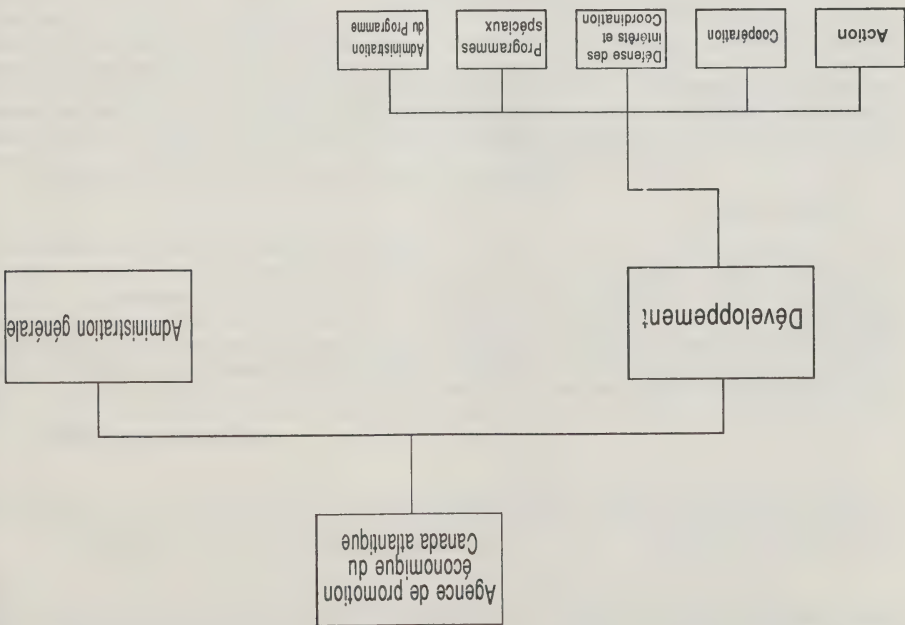 Agence de promotion
économique du
Canada atlantique
Développement
Administration générale
Action
Coopération
Défense des
intérêts et
Coordination
Programmes
spéciaux
Administration
du Programme